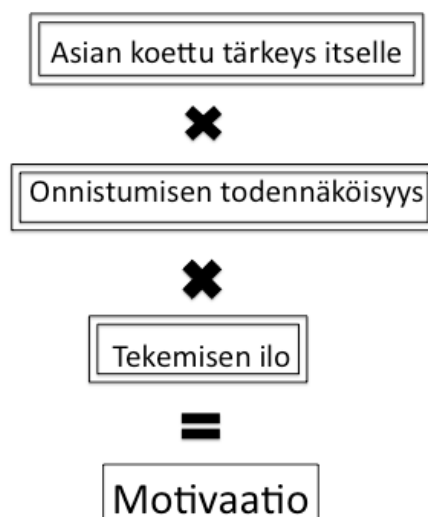 Asian koettu tärkeys itselle
✖
Onnistumisen todennäköisyys
✖
Tekemisen ilo
=
Motivaatio